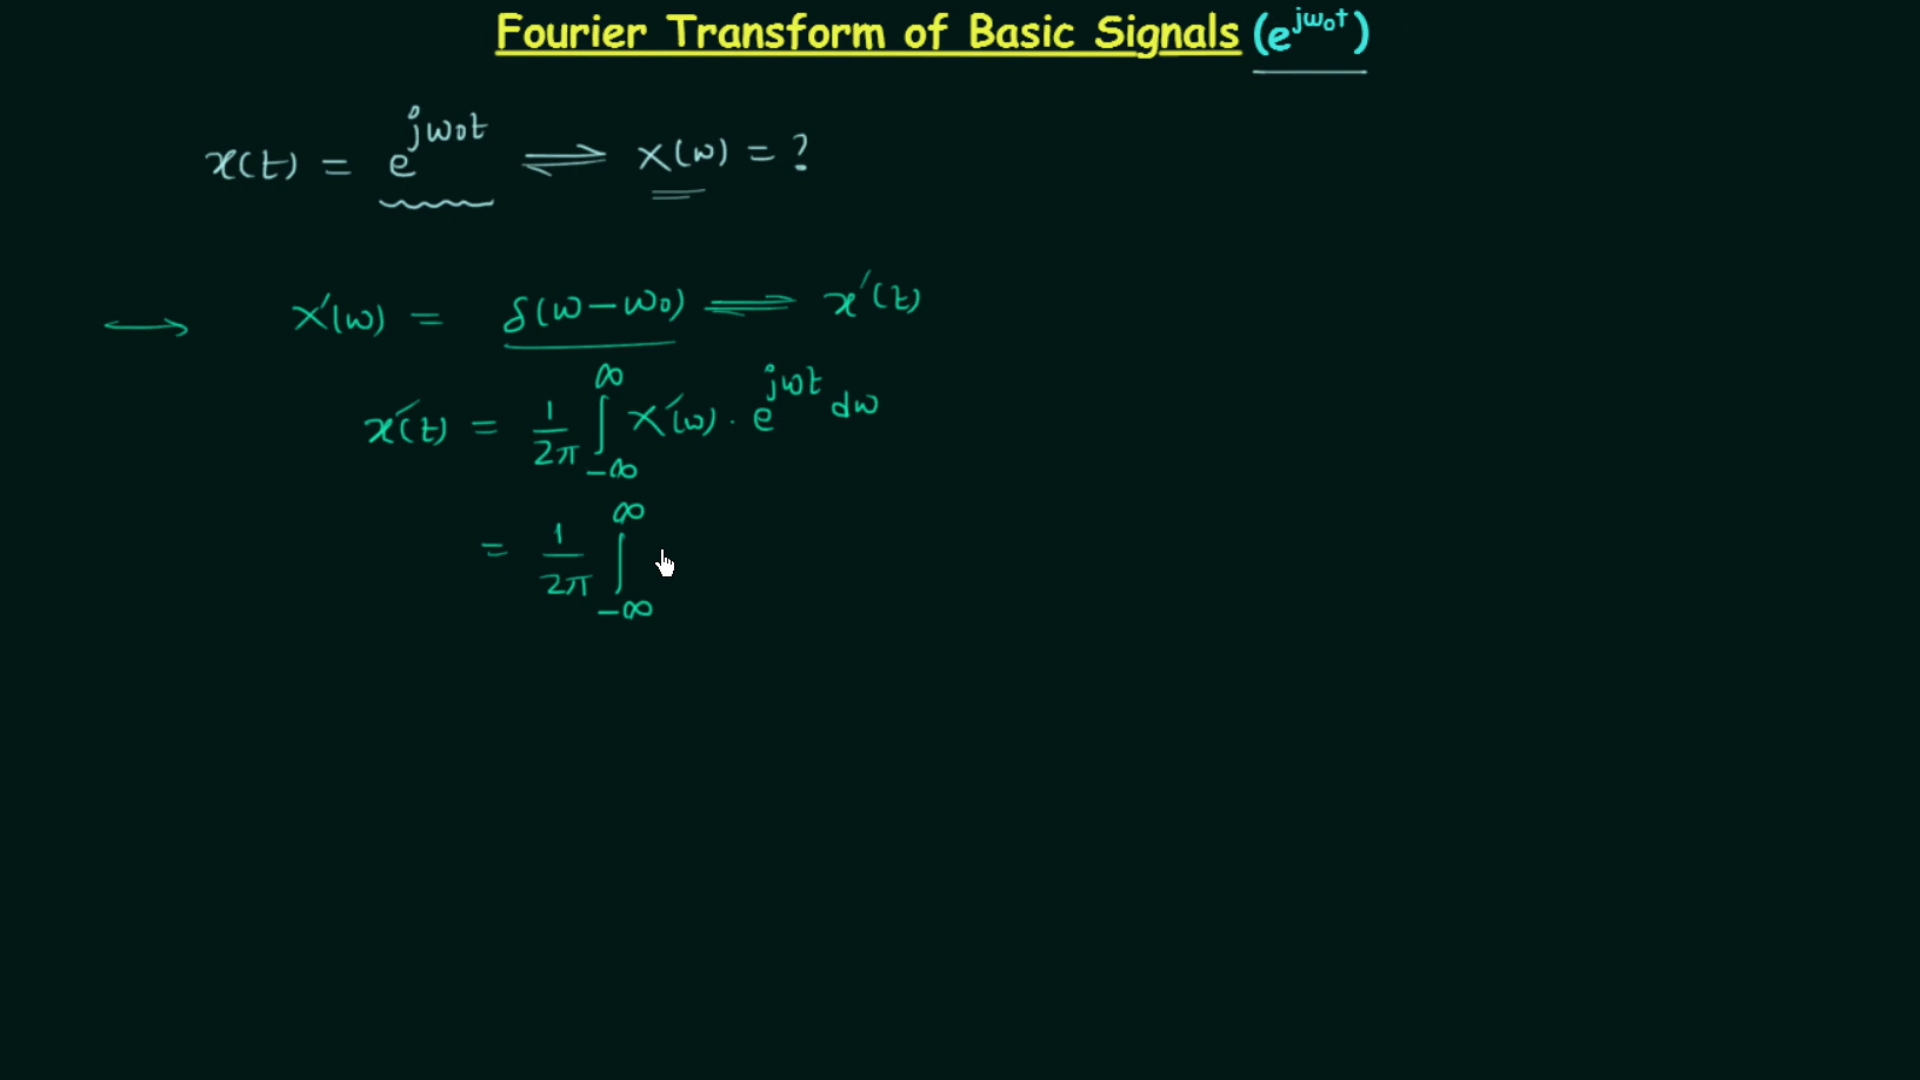 Fourier Transform of Basic Signals (e^{jω₀t})
x(t) = e^{jω₀t} ⇌ X(ω) = ?
⟷ X'(ω) = δ(ω-ω₀) ⇌ x'(t)
x'(t) = 1/2π ∫_{-∞}^{∞} X'(ω) · e^{jωt} dω
= 1/2π ∫_{-∞}^{∞}